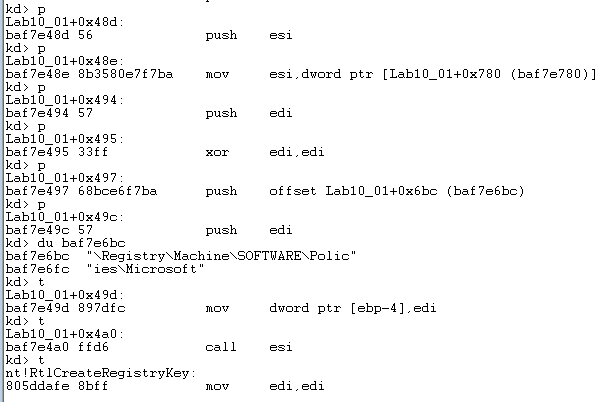 kd> p
Lab10_01+0x48d:
baf7e48d 56 push esi
kd> p
Lab10_01+0x48e:
baf7e48e 8b3580e7f7ba mov esi,dword ptr [Lab10_01+0x780 (baf7e780)]
kd> p
Lab10_01+0x494:
baf7e494 57 push edi
kd> p
Lab10_01+0x495:
baf7e495 33ff xor edi,edi
kd> p
Lab10_01+0x497:
baf7e497 68bce6f7ba push offset Lab10_01+0x6bc (baf7e6bc)
kd> p
Lab10_01+0x49c:
baf7e49c 57 push edi
kd> du baf7e6bc
baf7e6bc "\Registry\Machine\SOFTWARE\Polic"
baf7e6fc "ies\Microsoft"
kd> t
Lab10_01+0x49d:
baf7e49d 897dfc mov dword ptr [ebp-4],edi
kd> t
Lab10_01+0x4a0:
baf7e4a0 ffd6 call esi
kd> t
nt!RtlCreateRegistryKey:
805ddafe 8bff mov edi,edi